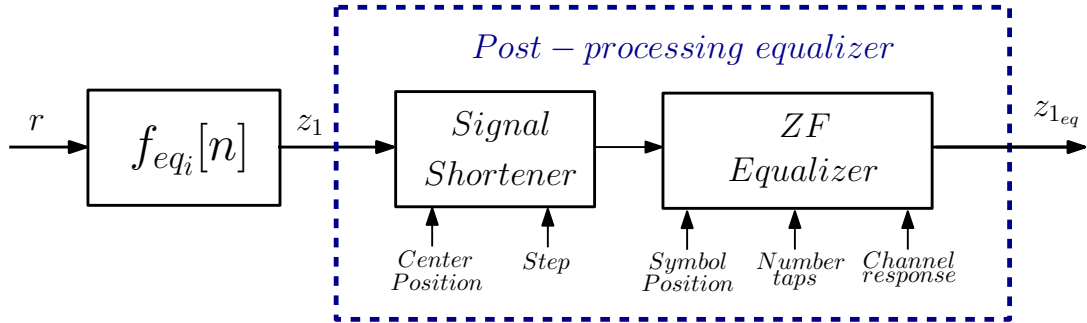 Post − processing equalizer
r
f_{eq_i}[n]
z_1
Signal
Shortener
ZF
Equalizer
z_{1_{eq}}
Center
Position
Step
Symbol
Position
Number
taps
Channel
response